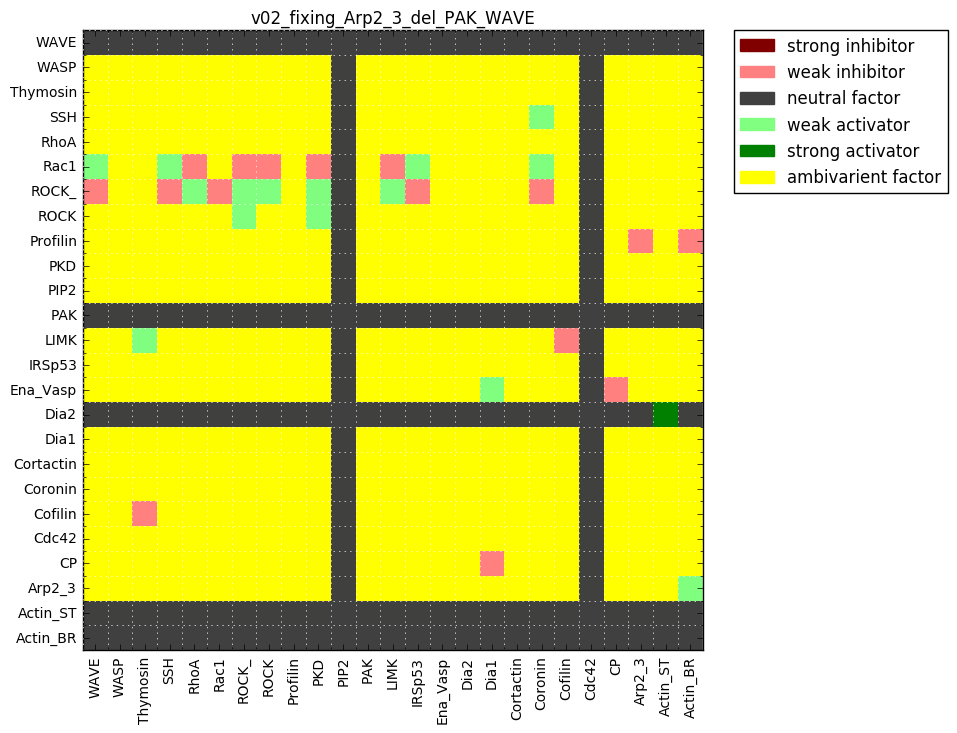 v02_fixing_Arp2_3_del_PAK_WAVE
WAVE
WASP
Thymosin
SSH
RhoA
Rac1
ROCK_
ROCK
Profilin
PKD
PIP2
PAK
LIMK
IRSp53
Ena_Vasp
Dia2
Dia1
Cortactin
Coronin
Cofilin
Cdc42
CP
Arp2_3
Actin_ST
Actin_BR
WAVE
WASP
Thymosin
SSH
RhoA
Rac1
ROCK_
ROCK
Profilin
PKD
PIP2
PAK
LIMK
IRSp53
Ena_Vasp
Dia2
Dia1
Cortactin
Coronin
Cofilin
Cdc42
CP
Arp2_3
Actin_ST
Actin_BR
strong inhibitor
weak inhibitor
neutral factor
weak activator
strong activator
ambivarient factor